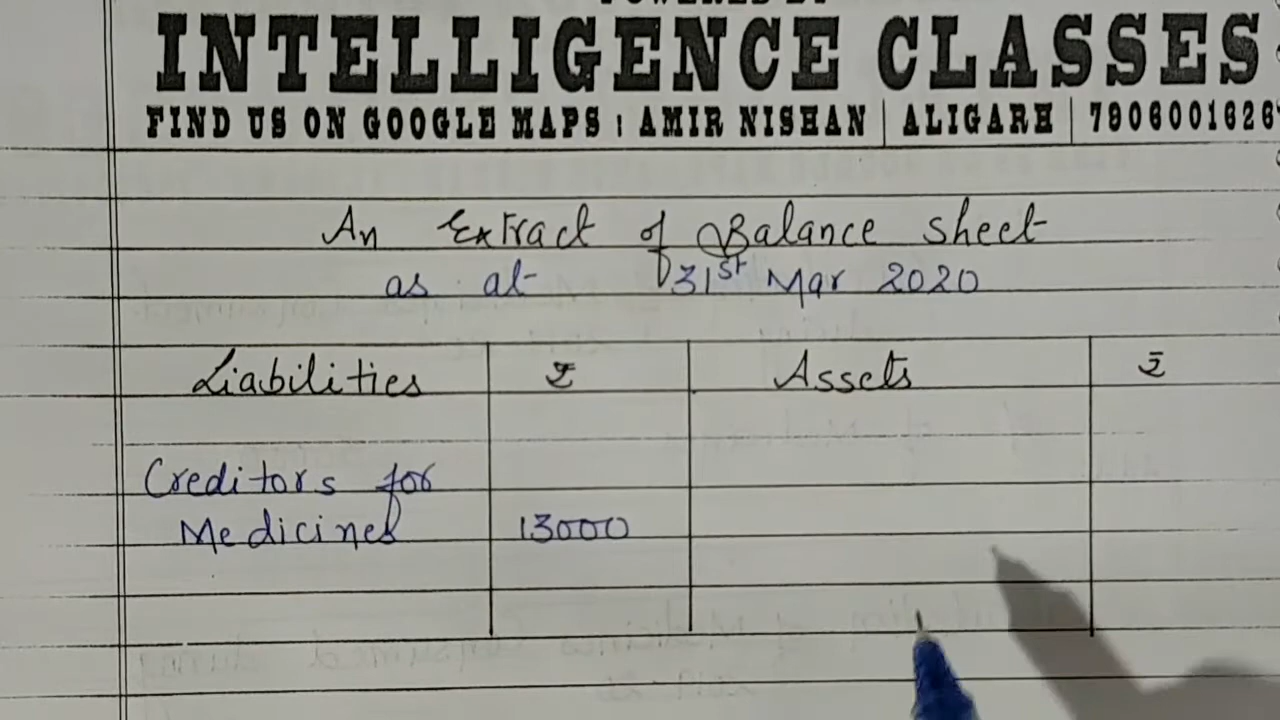 INTELLIGENCE CLASSES
FIND US ON GOOGLE MAPS : AMIR NISHAN | ALIGARH | 7906001626
An Extract of Balance sheet
as at 31st Mar 2020
Liabilities ₹ Assets ₹
Creditors for
Medicines 13000